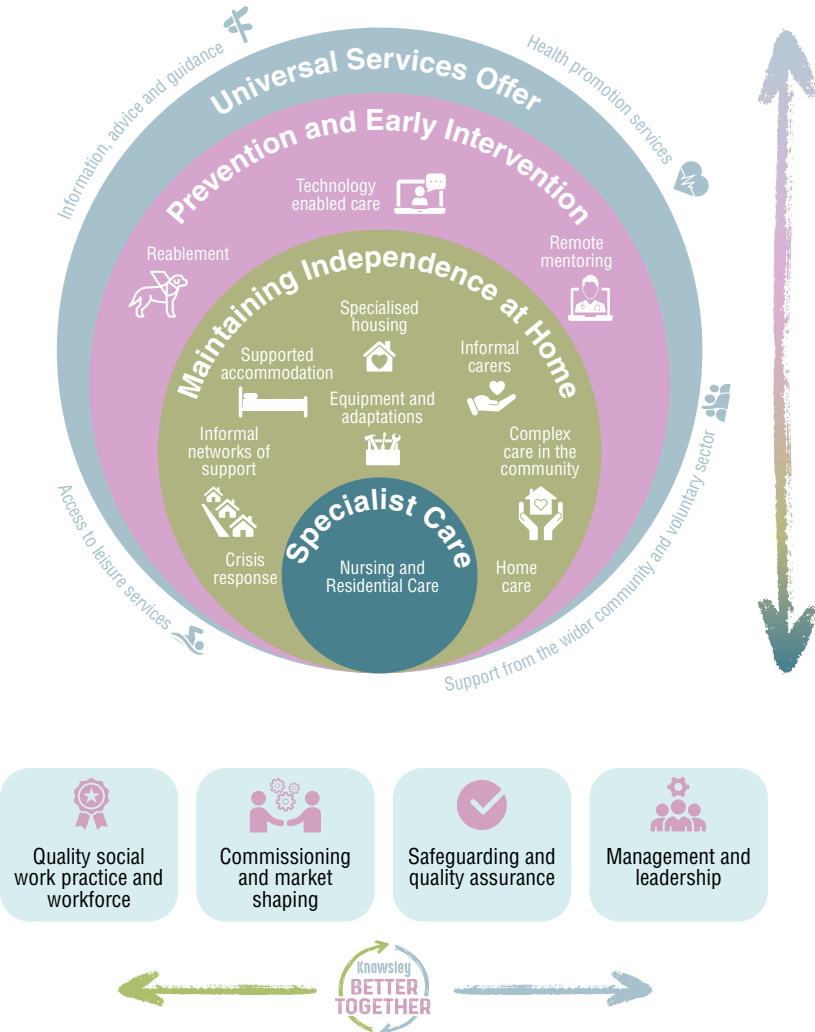 Universal Services Offer
Information, advice and guidance
Health promotion services
Prevention and Early Intervention
Technology
enabled care
Reablement
Remote
mentoring
Maintaining Independence at Home
Specialised
housing
Supported
accommodation
Informal
carers
Equipment and
adaptations
Informal
networks of
support
Complex
care in the
community
Crisis
response
Home
care
Specialist Care
Nursing and
Residential Care
Access to leisure services
Support from the wider community and voluntary sector
Quality social
work practice and
workforce
Commissioning
and market
shaping
Safeguarding and
quality assurance
Management and
leadership
Knowsley
BETTER
TOGETHER